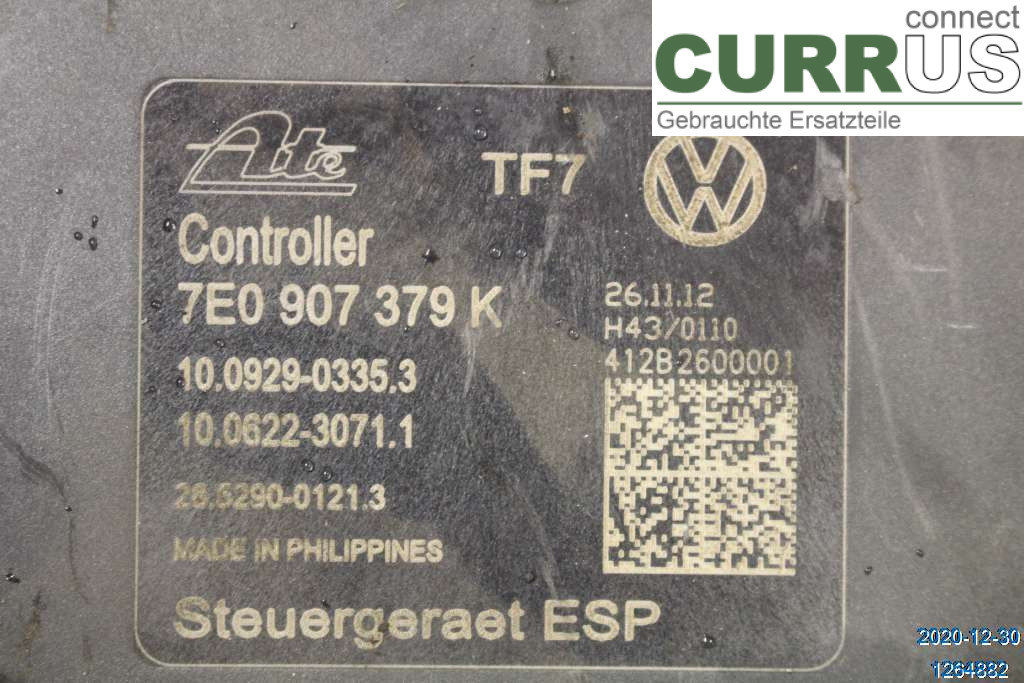 connect
CURRUS
Gebrauchte Ersatzteile
Ate
TF7
Controller
7E0 907 379 K
26.11.12
H43/0110
412B2600001
10.0929-0335.3
10.0622-3071.1
28.5290-0121.3
MADE IN PHILIPPINES
Steuergeraet ESP
2020-12-30
1264882